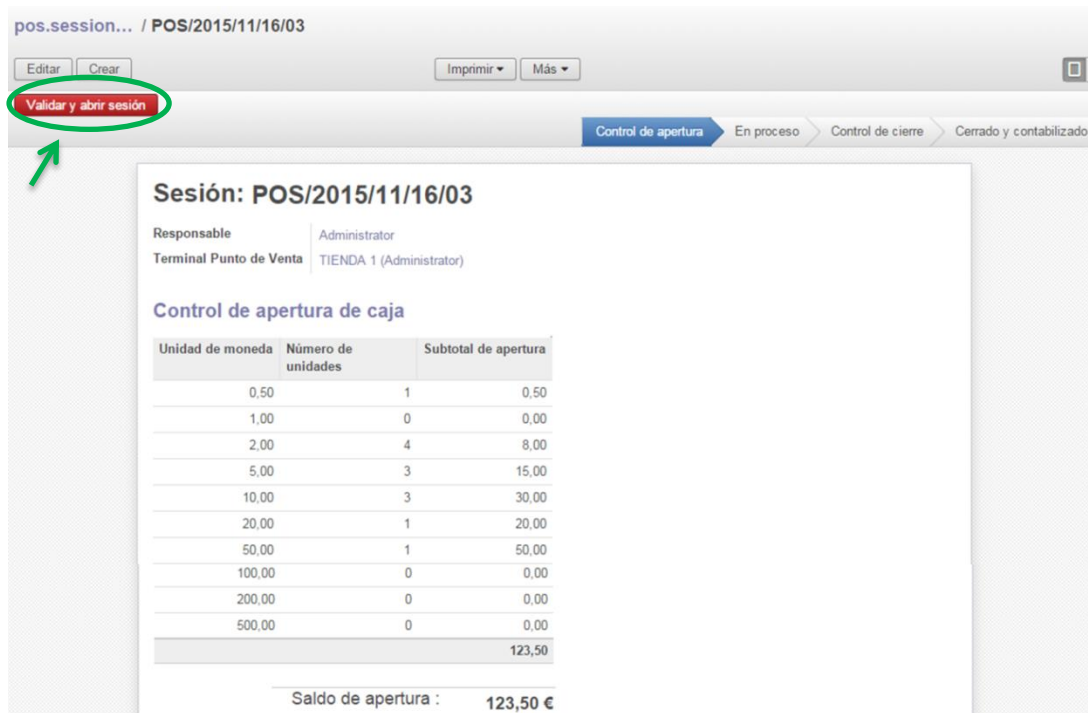 pos.session... / POS/2015/11/16/03
Editar Crear Imprimir Más
Validar y abrir sesión
Control de apertura En proceso Control de cierre Cerrado y contabilizado
Sesión: POS/2015/11/16/03
Responsable Administrator
Terminal Punto de Venta TIENDA 1 (Administrator)
Control de apertura de caja
Unidad de moneda Número de Subtotal de apertura
unidades
0,50 1 0,50
1,00 0 0,00
2,00 4 8,00
5,00 3 15,00
10,00 3 30,00
20,00 1 20,00
50,00 1 50,00
100,00 0 0,00
200,00 0 0,00
500,00 0 0,00
123,50
Saldo de apertura : 123,50 €